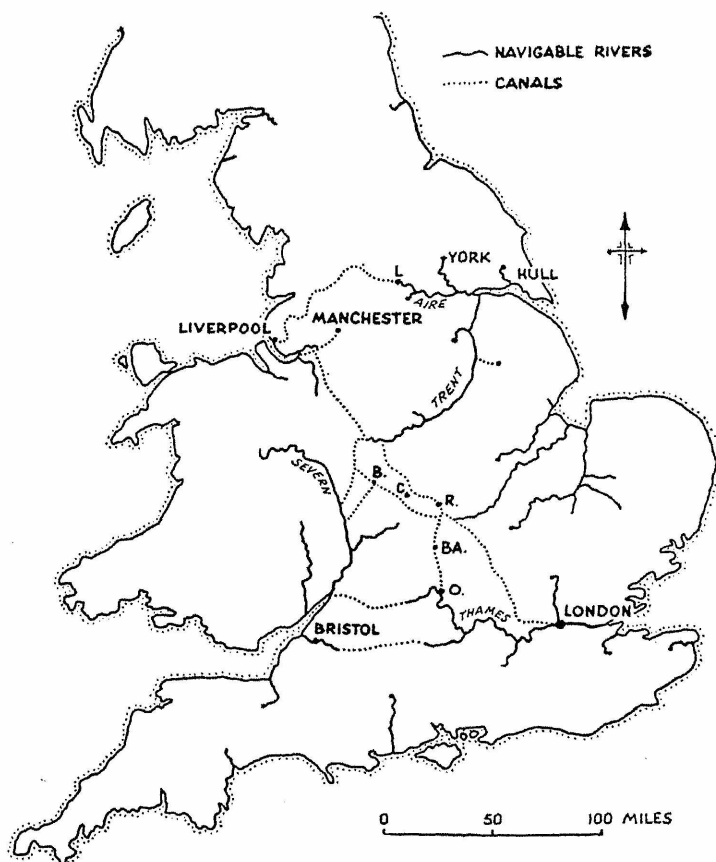 NAVIGABLE RIVERS
CANALS
YORK
HULL
L
AIRE
LIVERPOOL
MANCHESTER
TRENT
SEVERN
B.
C.
R.
BA.
O.
THAMES
LONDON
BRISTOL
0 50 100 MILES